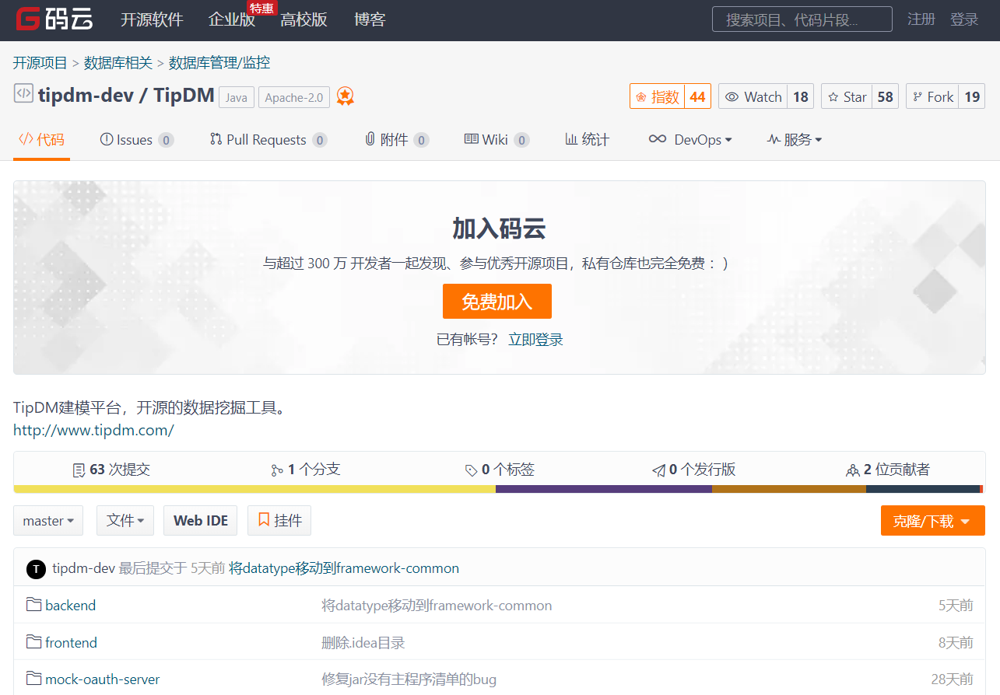 码云 开源软件 企业版 特惠 高校版 博客 搜索项目、代码片段... 注册 登录
开源项目 > 数据库相关 > 数据库管理/监控
tipdm-dev / TipDM Java Apache-2.0 指数 44 Watch 18 Star 58 Fork 19
代码 Issues 0 Pull Requests 0 附件 0 Wiki 0 统计 DevOps 服务
加入码云
与超过 300 万 开发者一起发现、参与优秀开源项目，私有仓库也完全免费 ：）
免费加入
已有帐号？ 立即登录
TipDM建模平台，开源的数据挖掘工具。
http://www.tipdm.com/
63 次提交 1 个分支 0 个标签 0 个发行版 2 位贡献者
master 文件 Web IDE 挂件 克隆/下载
T tipdm-dev 最后提交于 5天前 将datatype移动到framework-common
backend 将datatype移动到framework-common 5天前
frontend 删除.idea目录 8天前
mock-oauth-server 修复jar没有主程序清单的bug 28天前